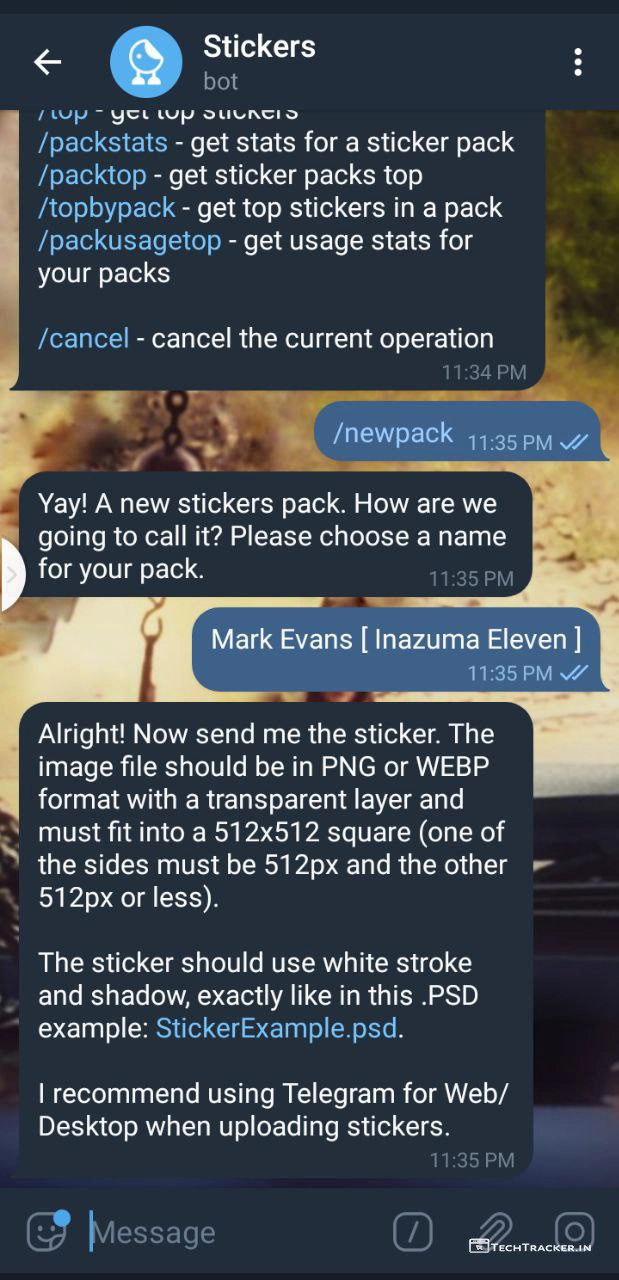 Stickers
bot
/top - get top stickers
/packstats - get stats for a sticker pack
/packtop - get sticker packs top
/topbypack - get top stickers in a pack
/packusagetop - get usage stats for
your packs
/cancel - cancel the current operation
11:34 PM
/newpack 11:35 PM
Yay! A new stickers pack. How are we
going to call it? Please choose a name
for your pack.
11:35 PM
Mark Evans [ Inazuma Eleven ]
11:35 PM
Alright! Now send me the sticker. The
image file should be in PNG or WEBP
format with a transparent layer and
must fit into a 512x512 square (one of
the sides must be 512px and the other
512px or less).
The sticker should use white stroke
and shadow, exactly like in this .PSD
example: StickerExample.psd.
I recommend using Telegram for Web/
Desktop when uploading stickers.
11:35 PM
Message
/
TECHTRACKER.IN